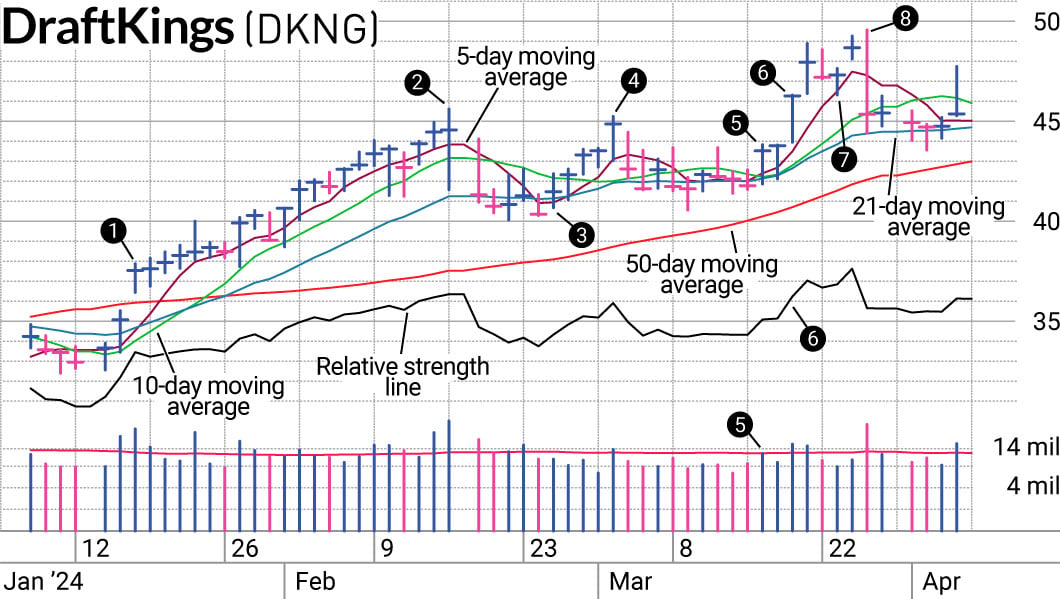 DraftKings (DKNG)
50
8
5-day moving
average
2
4
6
45
5
1
7
21-day moving
average
40
3
50-day moving
average
35
6
Relative strength
line
10-day moving
average
5
14 mil
4 mil
12
26
9
23
8
22
Jan ’24
Feb
Mar
Apr